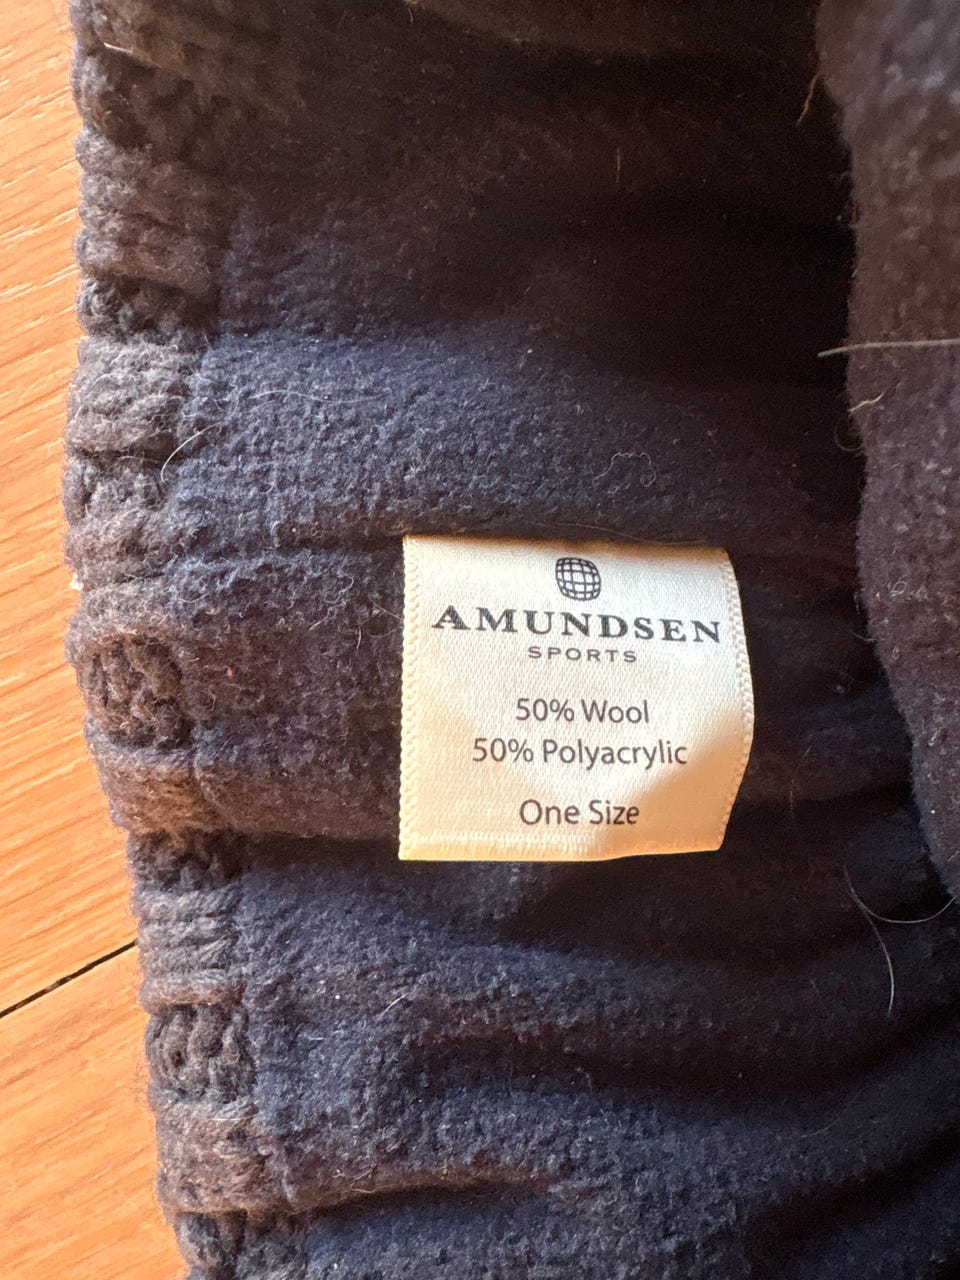 AMUNDSEN
SPORTS
50% Wool
50% Polyacrylic
One Size